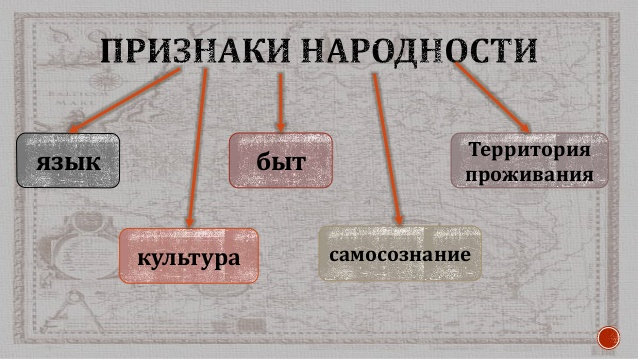 ПРИЗНАКИ НАРОДНОСТИ
язык
быт
Территория
проживания
культура
самосознание